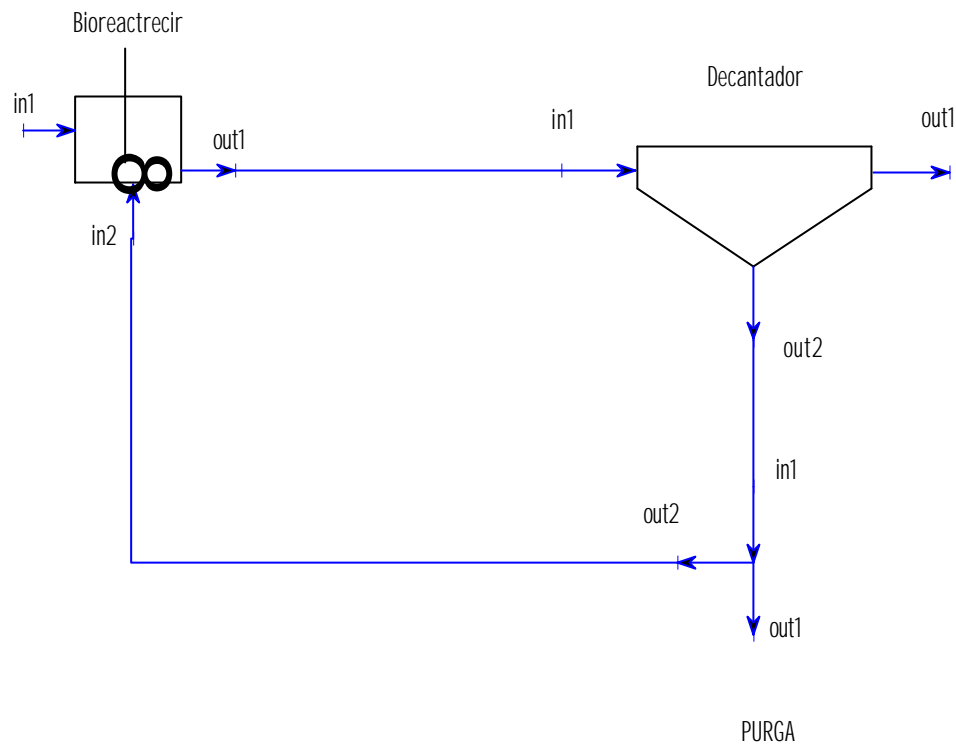 Bioreactrecir
Decantador
in1
out1
in1
out1
in2
out2
in1
out2
out1
PURGA